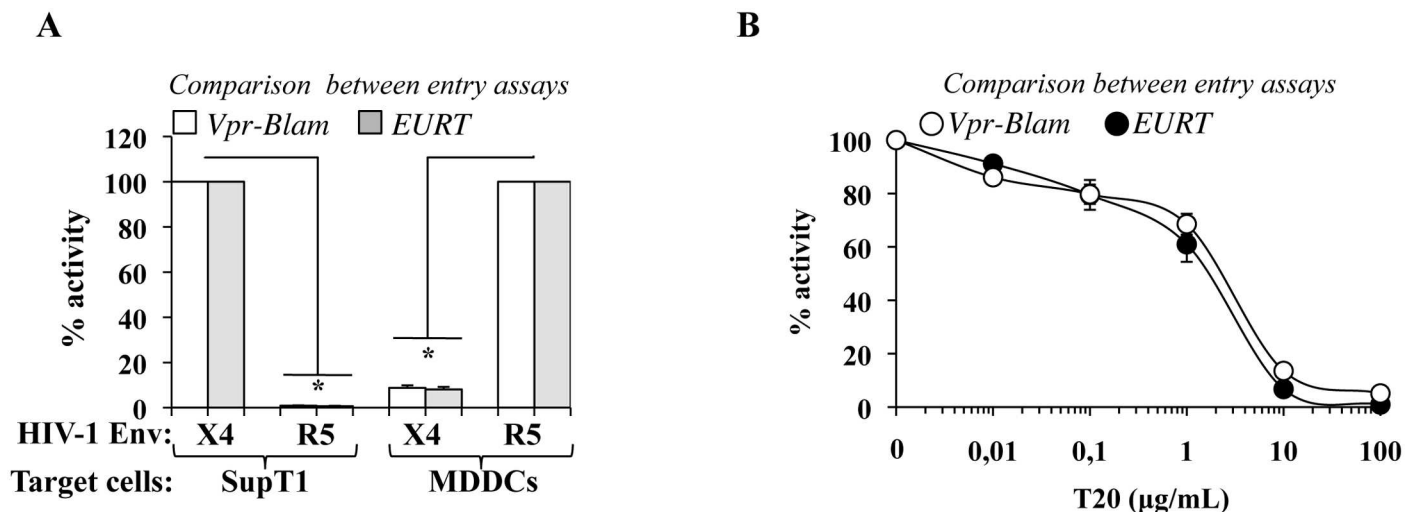 A
Comparison between entry assays
Vpr-Blam EURT
120
100
80
60
40
20
0
% activity
*
*
HIV-1 Env: X4 R5 X4 R5
Target cells: SupT1 MDDCs
B
Comparison between entry assays
Vpr-Blam EURT
100
80
60
40
20
0
% activity
0 0,01 0,1 1 10 100
T20 (µg/mL)